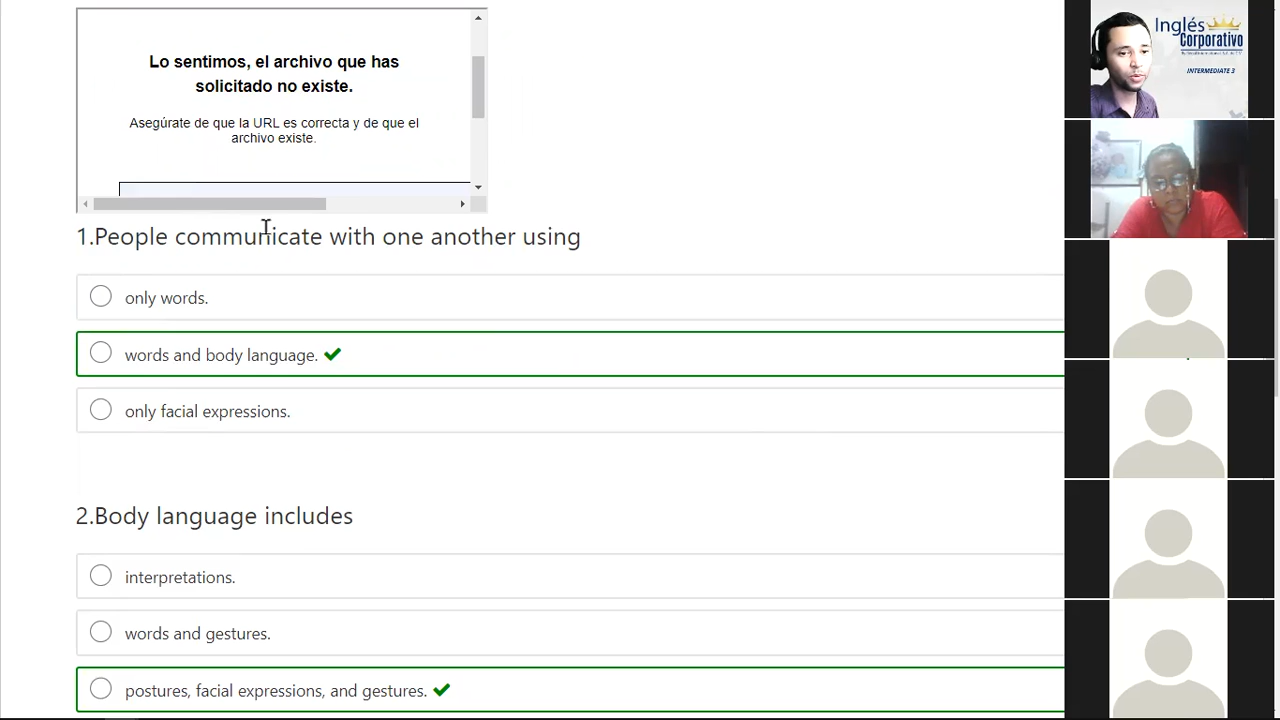 Lo sentimos, el archivo que has
solicitado no existe.
Asegúrate de que la URL es correcta y de que el
archivo existe.
1.People communicate with one another using
only words.
words and body language.
only facial expressions.
2.Body language includes
interpretations.
words and gestures.
postures, facial expressions, and gestures.
Inglés
Corporativo
INTERMEDIATE 3